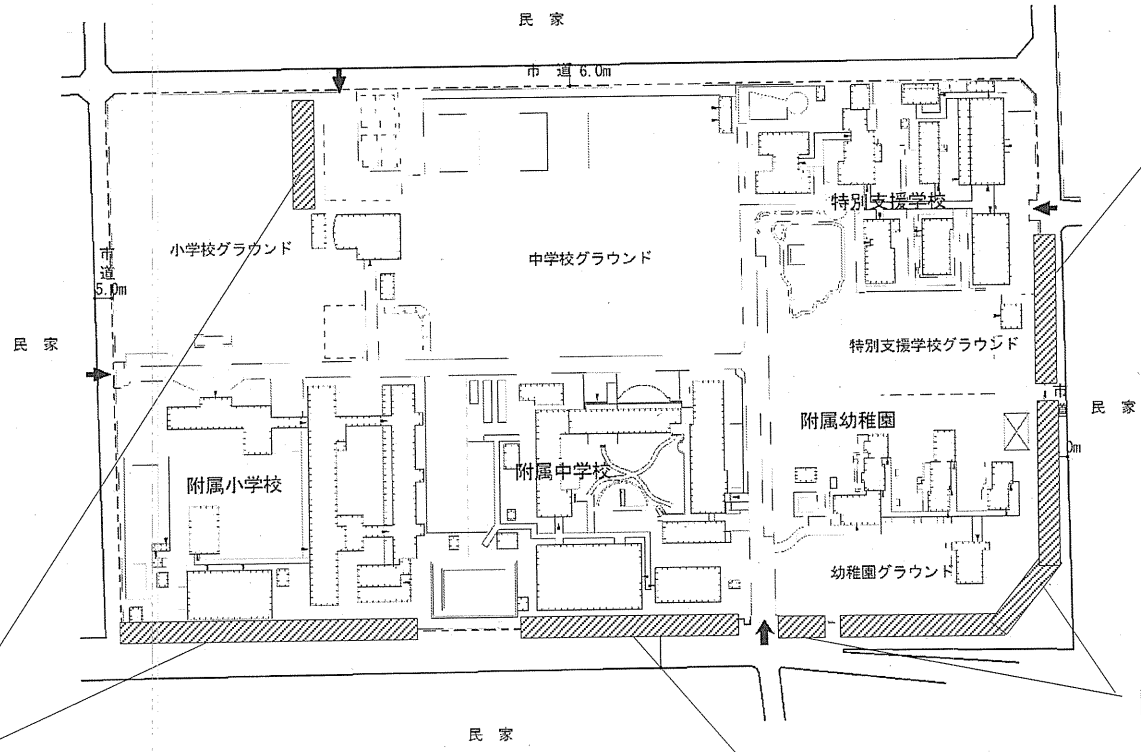 民 家
市 道 6.0m
特別支援学校
小学校グラウンド
中学校グラウンド
市
道
5.0m
民 家
特別支援学校グラウンド
市
道
民 家
附属幼稚園
0m
附属小学校
附属中学校
幼稚園グラウンド
民 家